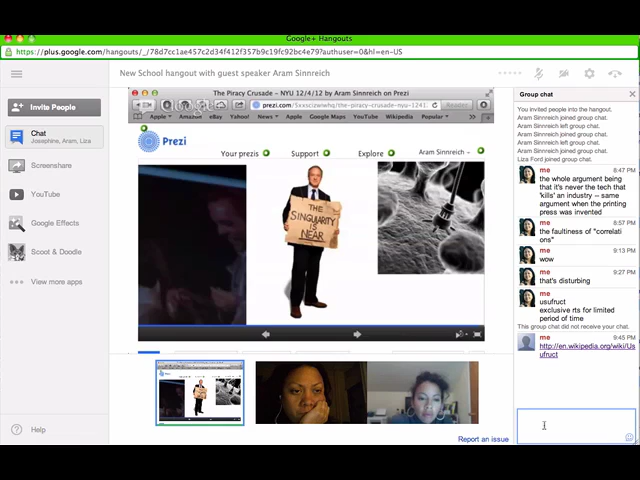 Google+ Hangouts
https://plus.google.com/hangouts/_/78d7cc1ae457c2d34f412f357b9c19fc92bc4e79?authuser=0&hl=en-US
New School hangout with guest speaker Aram Sinnreich
Invite People
Chat
Josephine, Aram, Liza
Screenshare
YouTube
Google Effects
Scoot & Doodle
View more apps
Help
The Piracy Crusade – NYU 12/4/12 by Aram Sinnreich on Prezi
Reader
Apple
Amazon
eBay
Yahoo!
News
Google Maps
YouTube
Wikipedia
Popular
Prezi
Your prezis
Support
Explore
Aram Sinnreich
THE
SINGULARITY
IS
NEAR
Report an issue
Group chat
You invited people into the hangout.
Aram Sinnreich joined group chat.
Aram Sinnreich left group chat.
Aram Sinnreich joined group chat.
Aram Sinnreich left group chat.
Aram Sinnreich joined group chat.
Liza Ford joined group chat.
me 8:47 PM
the whole argument being
that it's never the tech that
'kills' an industry -- same
argument when the printing
press was invented
me 8:57 PM
the faultiness of "correlati
ons"
me 9:13 PM
wow
me 9:27 PM
that's disturbing
me
usufruct
exclusive rts for limited
period of time
This group chat did not receive your chat.
me 9:45 PM
http://en.wikipedia.org/wiki/Us
ufruct